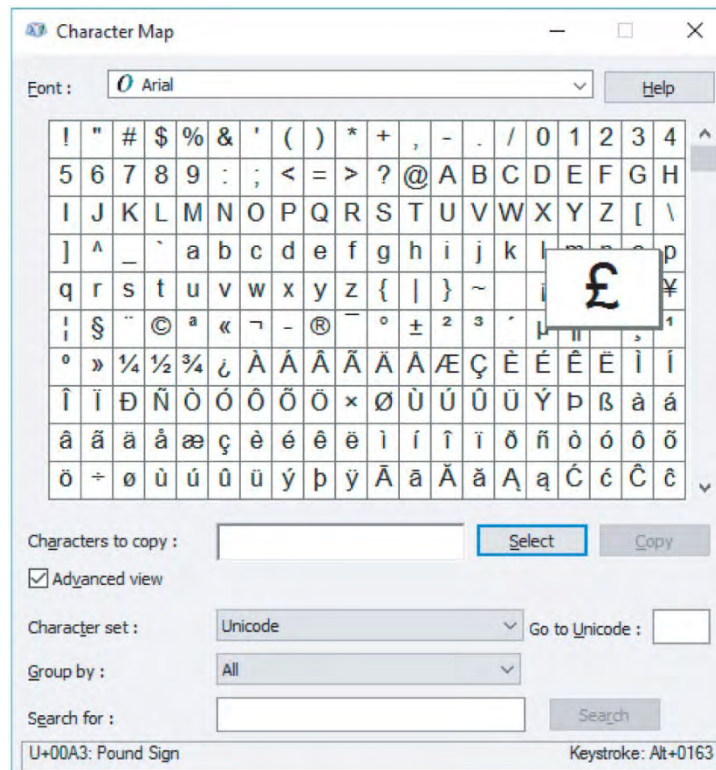 Character Map
Font : O Arial Help
! " # $ % & ' ( ) * + , - . / 0 1 2 3 4
5 6 7 8 9 : ; < = > ? @ A B C D E F G H
I J K L M N O P Q R S T U V W X Y Z [ \
] ^ _ ` a b c d e f g h i j k l m n o p
q r s t u v w x y z { | } ~ ¡ £ ¥
¦ § ¨ © ª « ¬ - ® ¯ ° ± ² ³ ´ µ ¶ ¸ ¹
º » ¼ ½ ¾ ¿ À Á Â Ã Ä Å Æ Ç È É Ê Ë Ì Í
Î Ï Ð Ñ Ò Ó Ô Õ Ö × Ø Ù Ú Û Ü Ý Þ ß à á
â ã ä å æ ç è é ê ë ì í î ï ð ñ ò ó ô õ
ö ÷ ø ù ú û ü ý þ ÿ Ā ā Ă ă Ą ą Ć ć Ĉ ĉ
Characters to copy : Select Copy
Advanced view
Character set : Unicode Go to Unicode :
Group by : All
Search for : Search
U+00A3: Pound Sign Keystroke: Alt+0163